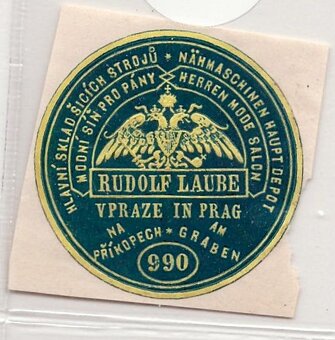 HLAVNÍ SKLAD ŠICÍCH STROJŮ * NÄHMASCHINEN HAUPT DEPOT
MODNI SÍŇ PRO PÁNY HERREN MODE SALON
RUDOLF LAUBE
V PRAZE IN PRAG
NA PŘÍKOPECH * AM GRABEN
990